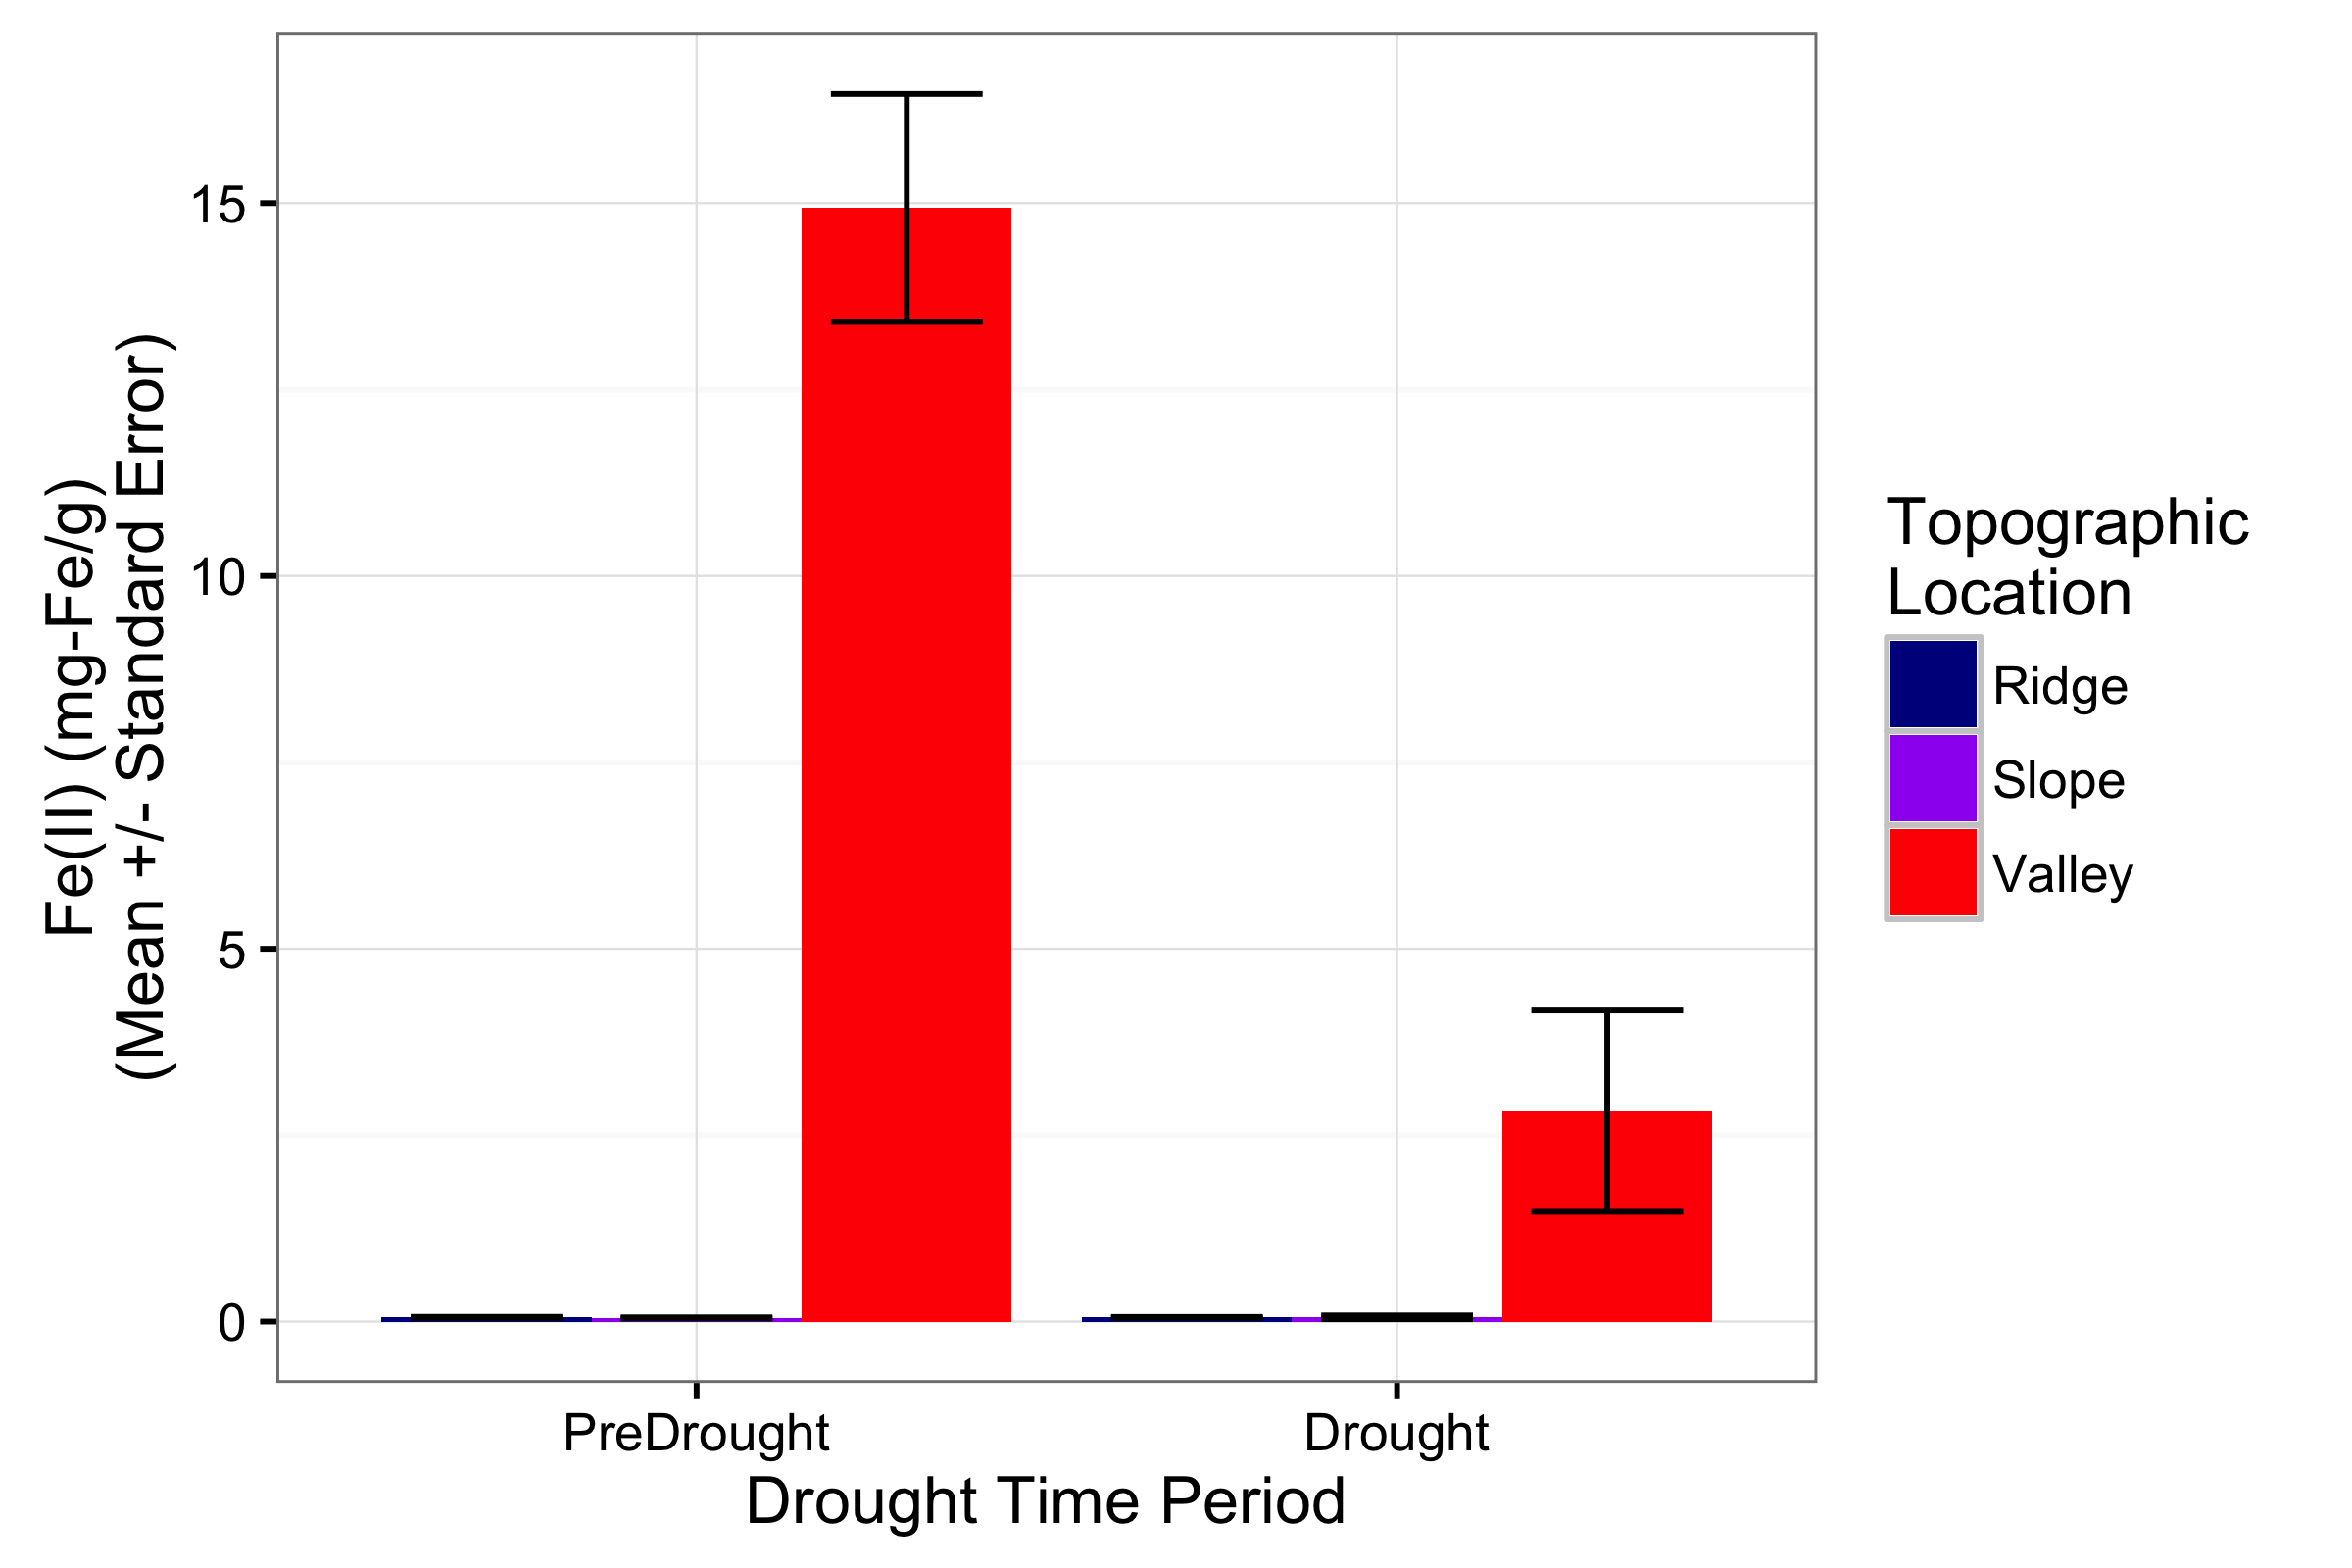 Fe(II) (mg-Fe/g)
(Mean +/- Standard Error)
15
10
5
0
PreDrought
Drought
Drought Time Period
Topographic
Location
Ridge
Slope
Valley